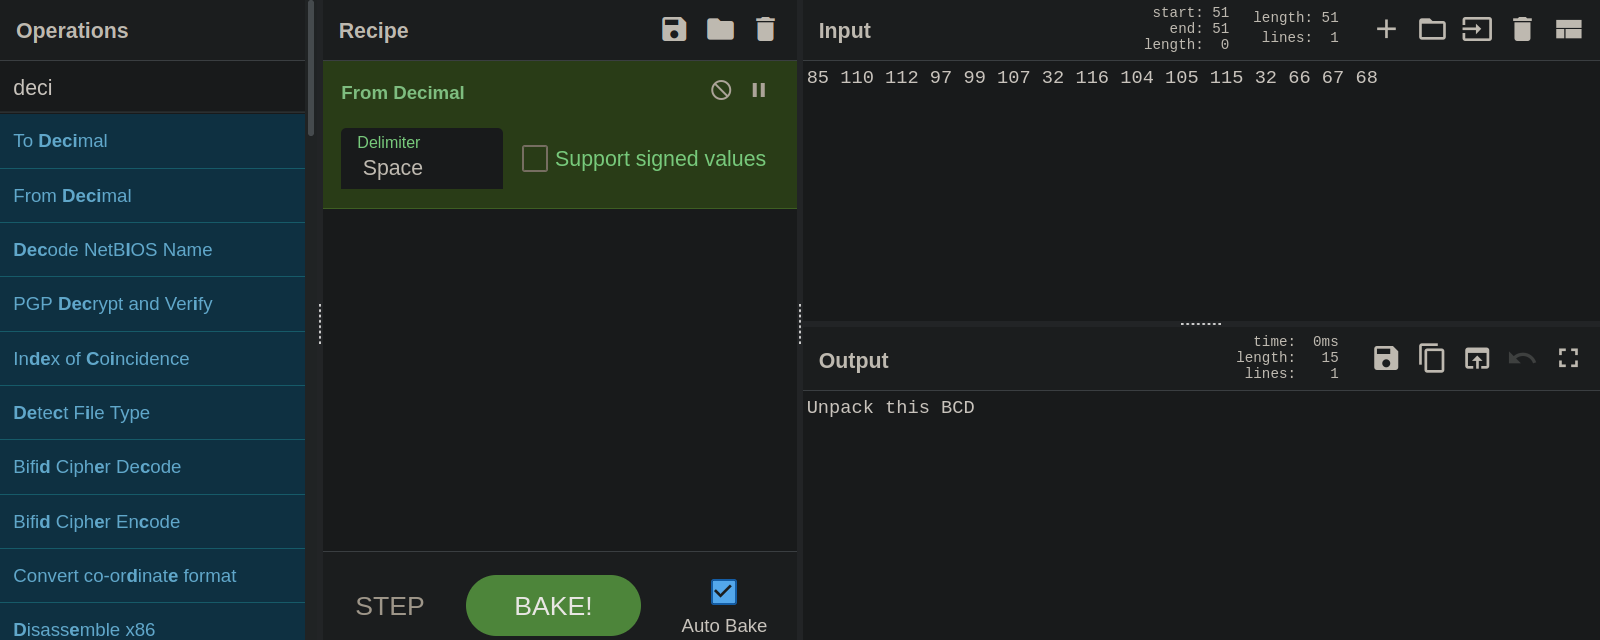 Operations
deci
To Decimal
From Decimal
Decode NetBIOS Name
PGP Decrypt and Verify
Index of Coincidence
Detect File Type
Bifid Cipher Decode
Bifid Cipher Encode
Convert co-ordinate format
Disassemble x86
Recipe
From Decimal
Delimiter
Space
Support signed values
STEP
BAKE!
Auto Bake
Input
start: 51
end: 51
length: 0
length: 51
lines: 1
85 110 112 97 99 107 32 116 104 105 115 32 66 67 68
Output
time: 0ms
length: 15
lines: 1
Unpack this BCD